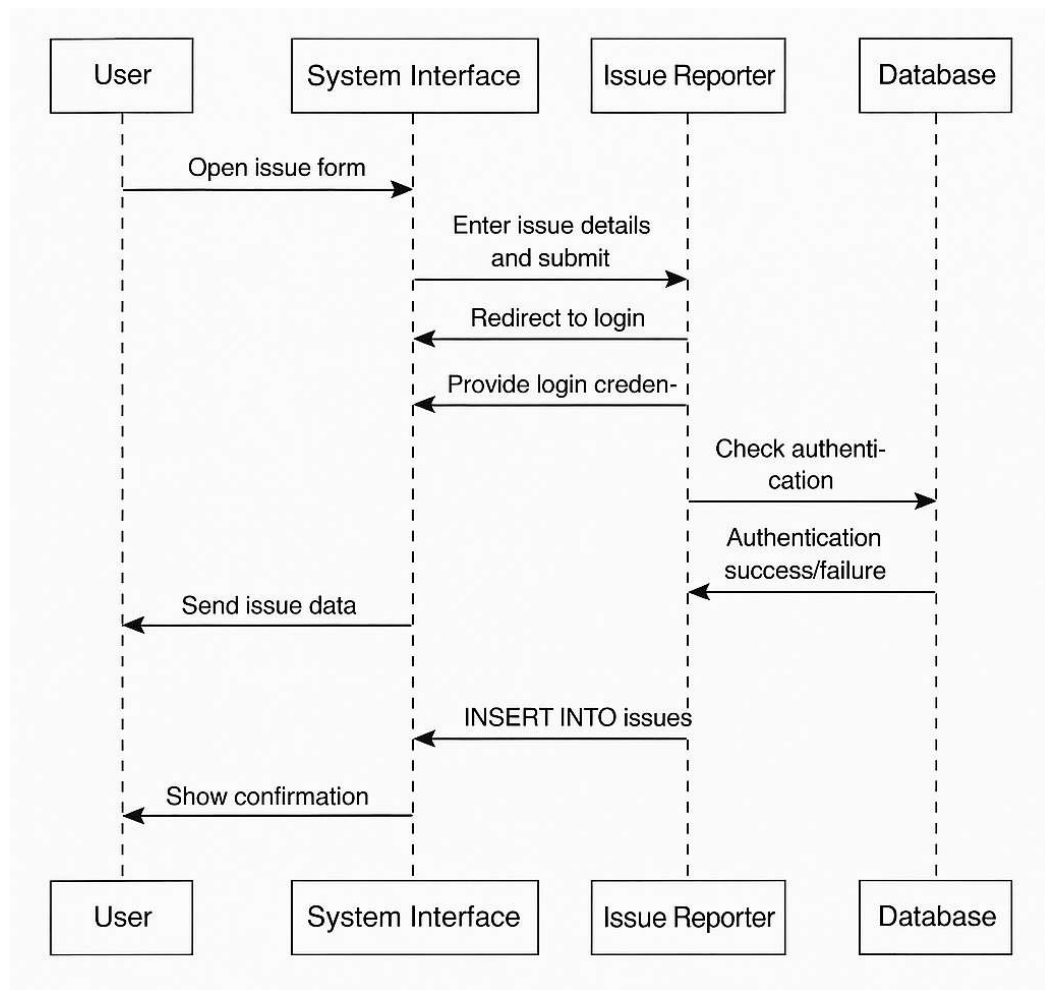 User
System Interface
Issue Reporter
Database
Open issue form
Enter issue details
and submit
Redirect to login
Provide login creden-
Check authenti-
cation
Authentication
success/failure
Send issue data
INSERT INTO issues
Show confirmation
User
System Interface
Issue Reporter
Database